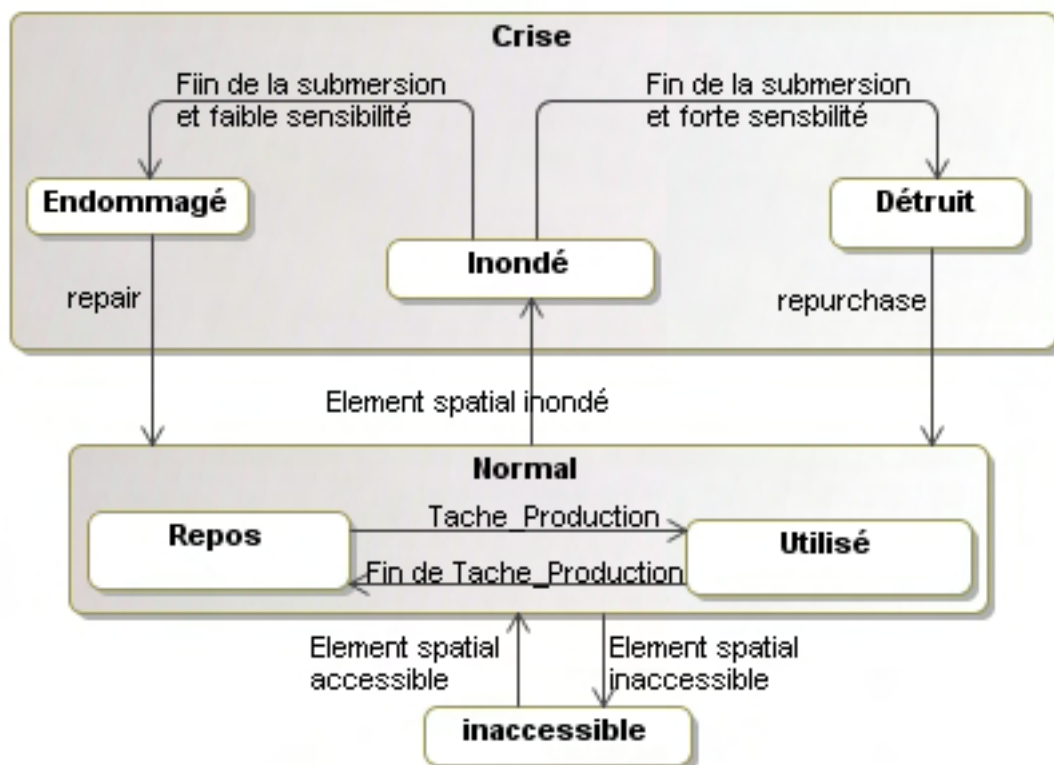 Crise
Fiin de la submersion
et faible sensibilité
Fin de la submersion
et forte sensbilité
Endommagé
Inondé
Détruit
repair
repurchase
Element spatial inondé
Normal
Repos
Tache_Production
Utilisé
Fin de Tache_Production
Element spatial
accessible
Element spatial
inaccessible
inaccessible